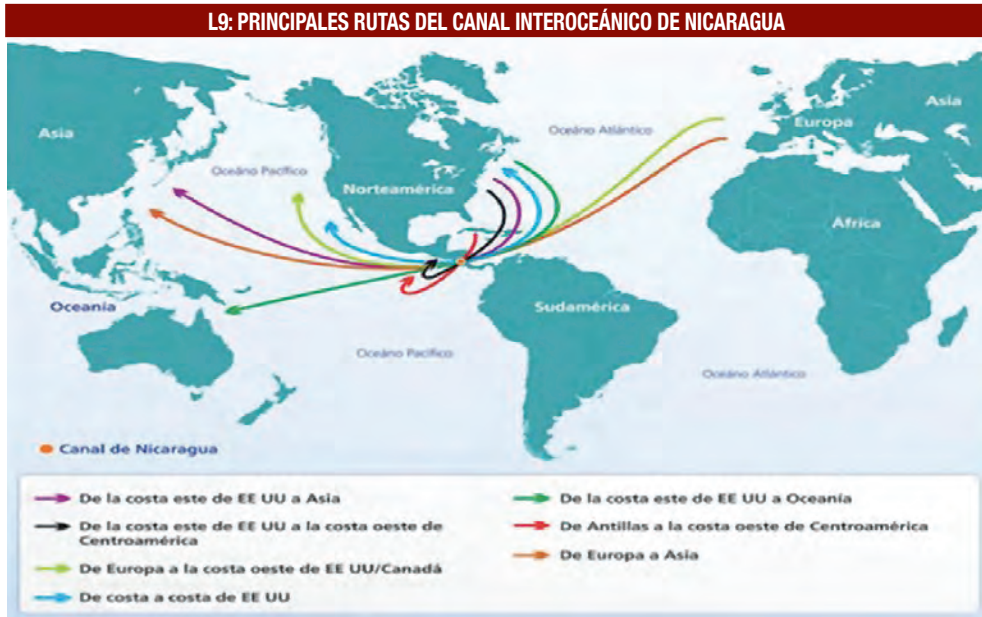 L9: PRINCIPALES RUTAS DEL CANAL INTEROCEÁNICO DE NICARAGUA
Asia
Norteamérica
Océano Pacífico
Océano Atlántico
Europa
Asia
África
Oceanía
Sudamérica
Océano Pacífico
Océano Atlántico
Canal de Nicaragua
De la costa este de EE UU a Asia
De la costa este de EE UU a la costa oeste de
Centroamérica
De Europa a la costa oeste de EE UU/Canadá
De costa a costa de EE UU
De la costa este de EE UU a Oceanía
De Antillas a la costa oeste de Centroamérica
De Europa a Asia